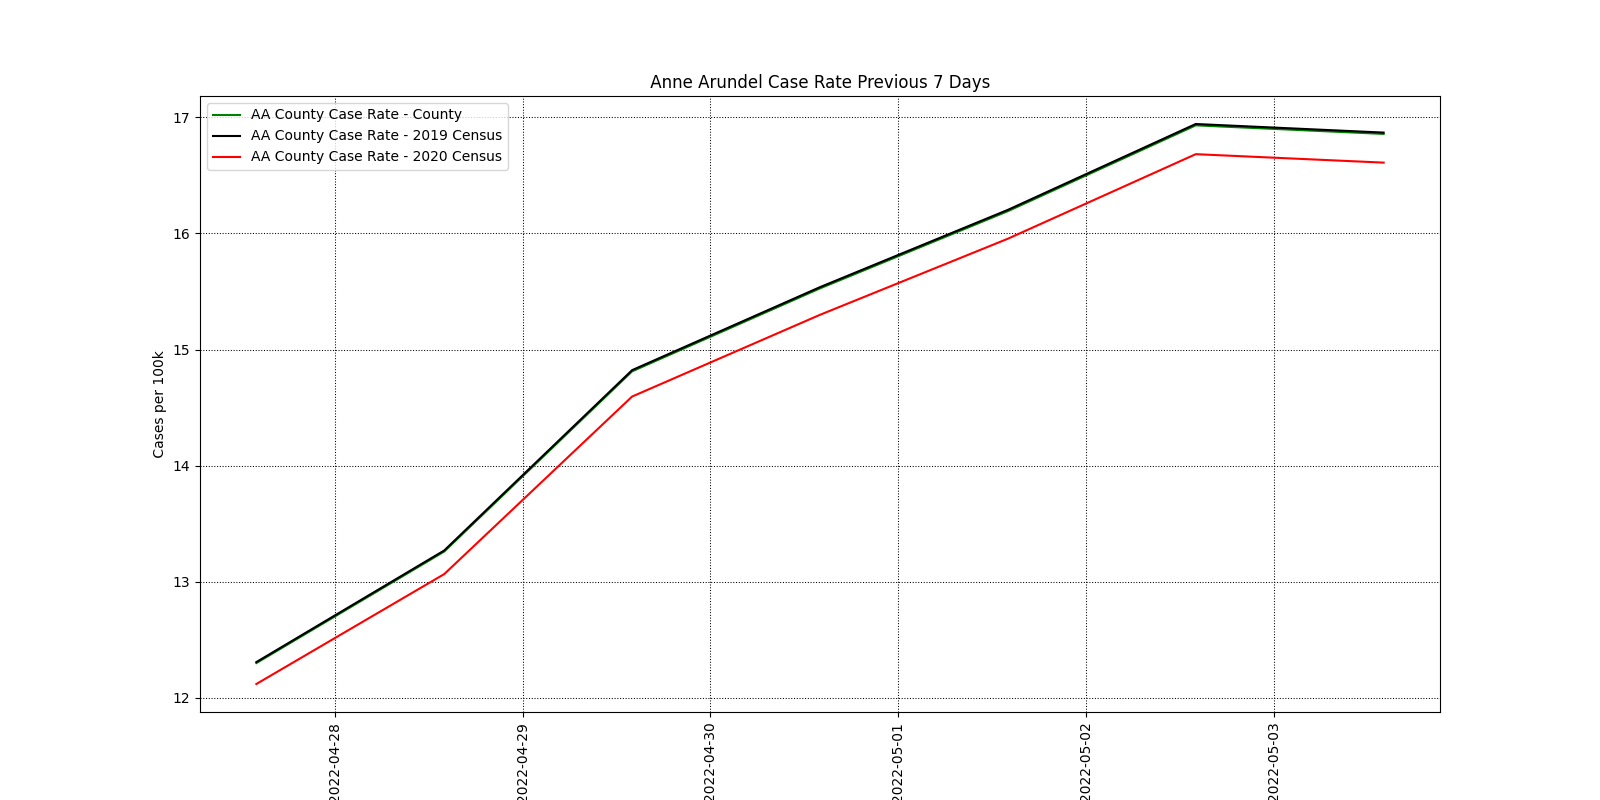 Anne Arundel Case Rate Previous 7 Days
AA County Case Rate - County
AA County Case Rate - 2019 Census
AA County Case Rate - 2020 Census
17
16
15
14
13
12
Cases per 100k
2022-04-28
2022-04-29
2022-04-30
2022-05-01
2022-05-02
2022-05-03